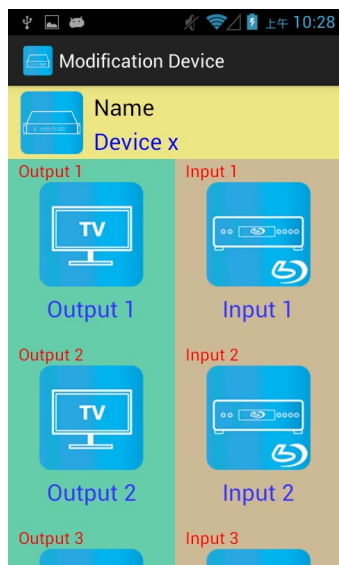 上午 10:28
Modification Device
Name
Device x
Output 1
Input 1
TV
Output 1
Input 1
Output 2
Input 2
TV
Output 2
Input 2
Output 3
Input 3